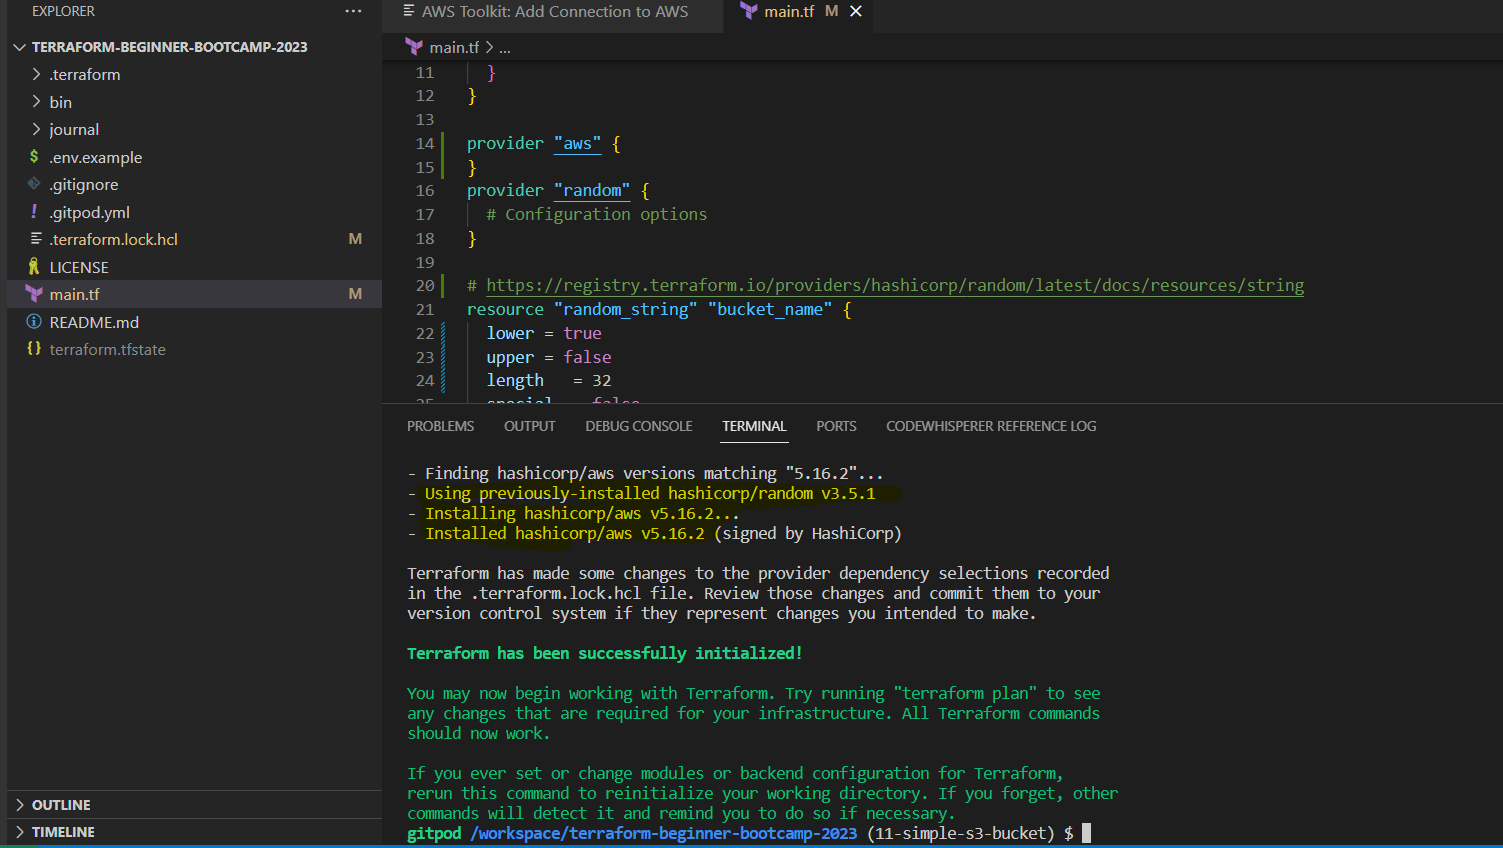 EXPLORER
...
AWS Toolkit: Add Connection to AWS
main.tf M
TERRAFORM-BEGINNER-BOOTCAMP-2023
.terraform
bin
journal
$ .env.example
.gitignore
! .gitpod.yml
.terraform.lock.hcl M
LICENSE
main.tf M
README.md
{} terraform.tfstate
OUTLINE
TIMELINE
main.tf > ...
11 }
12 }
13
14 provider "aws" {
15 }
16 provider "random" {
17 # Configuration options
18 }
19
20 # https://registry.terraform.io/providers/hashicorp/random/latest/docs/resources/string
21 resource "random_string" "bucket_name" {
22 lower = true
23 upper = false
24 length   = 32
25 special = false
PROBLEMS OUTPUT DEBUG CONSOLE TERMINAL PORTS CODEWHISPERER REFERENCE LOG
- Finding hashicorp/aws versions matching "5.16.2"...
- Using previously-installed hashicorp/random v3.5.1
- Installing hashicorp/aws v5.16.2...
- Installed hashicorp/aws v5.16.2 (signed by HashiCorp)
Terraform has made some changes to the provider dependency selections recorded
in the .terraform.lock.hcl file. Review those changes and commit them to your
version control system if they represent changes you intended to make.
Terraform has been successfully initialized!
You may now begin working with Terraform. Try running "terraform plan" to see
any changes that are required for your infrastructure. All Terraform commands
should now work.
If you ever set or change modules or backend configuration for Terraform,
rerun this command to reinitialize your working directory. If you forget, other
commands will detect it and remind you to do so if necessary.
gitpod /workspace/terraform-beginner-bootcamp-2023 (11-simple-s3-bucket) $